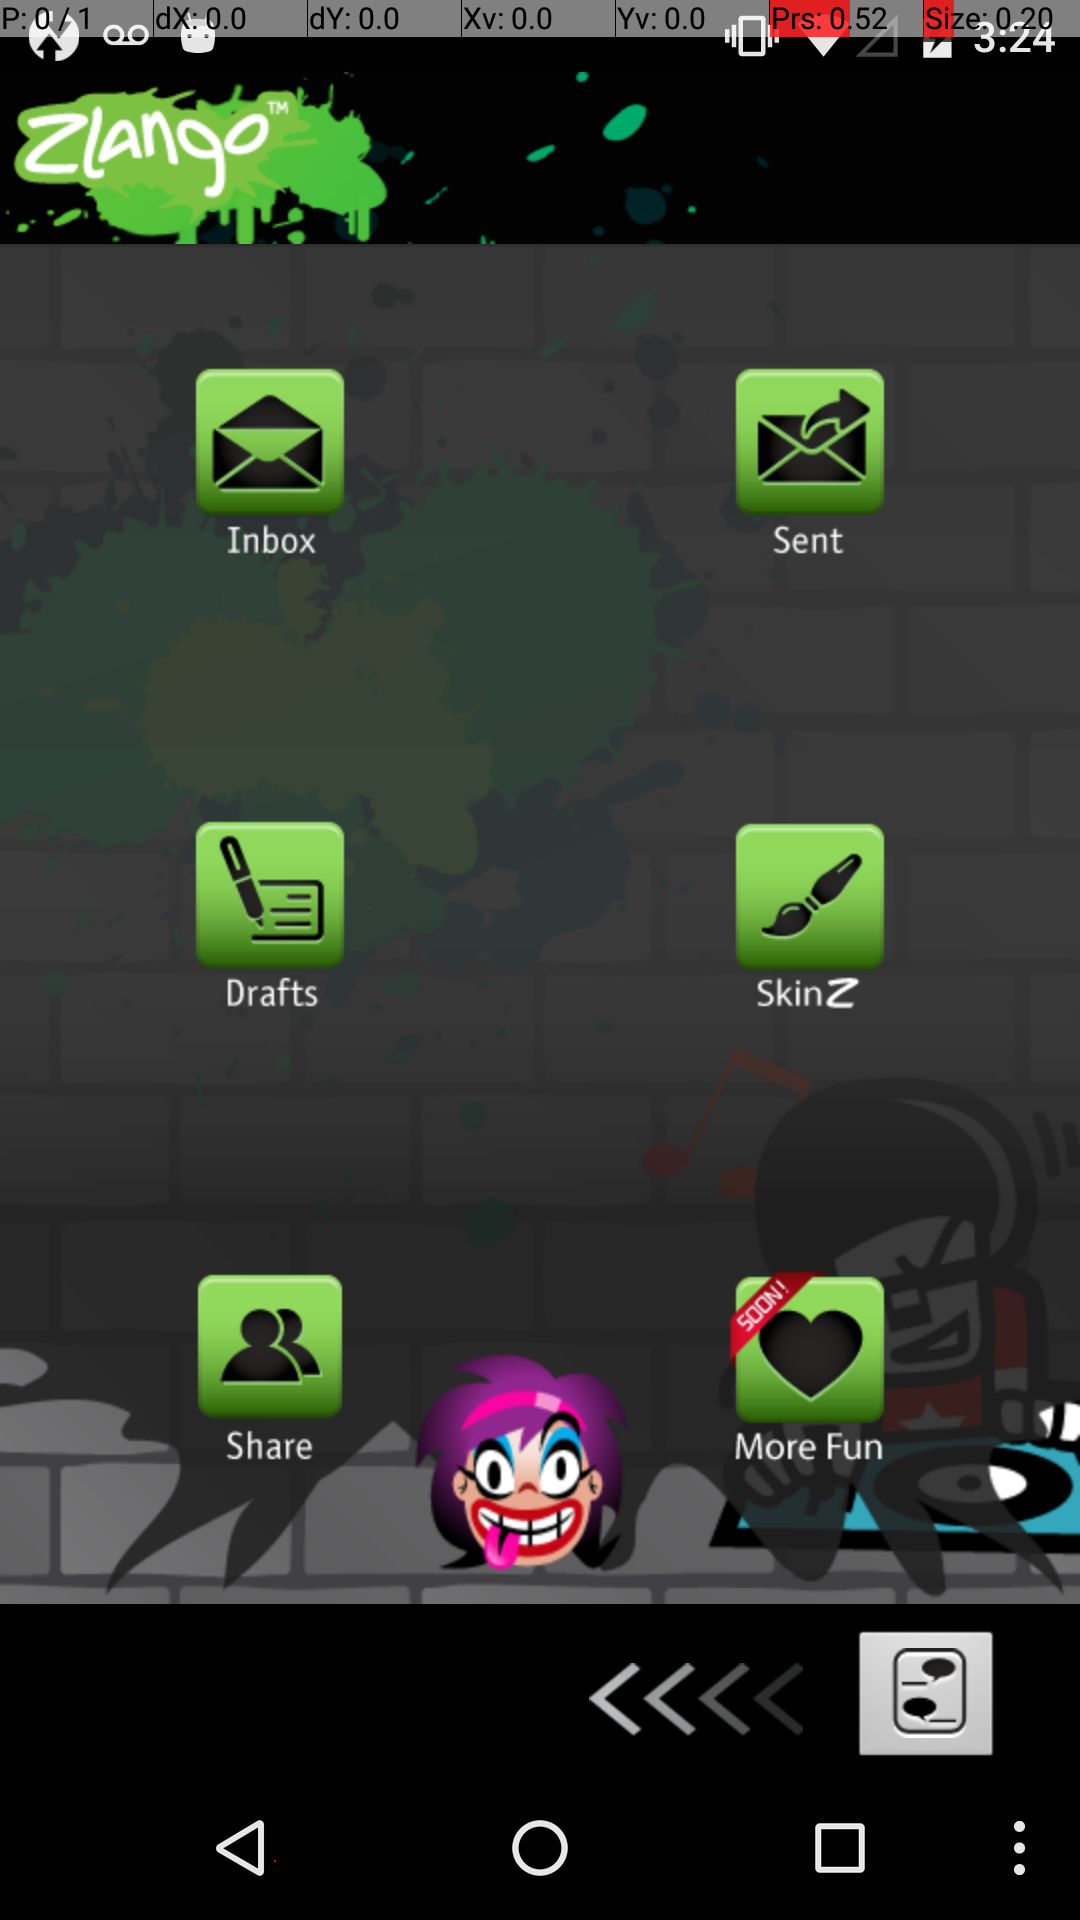 P: 0 / 1 dX: 0.0 dY: 0.0 Xv: 0.0 Yv: 0.0 Prs: 0.52 Size: 0.20
3:24
Zlango™
Inbox
Sent
Drafts
SkinZ
SOON!
Share
More Fun